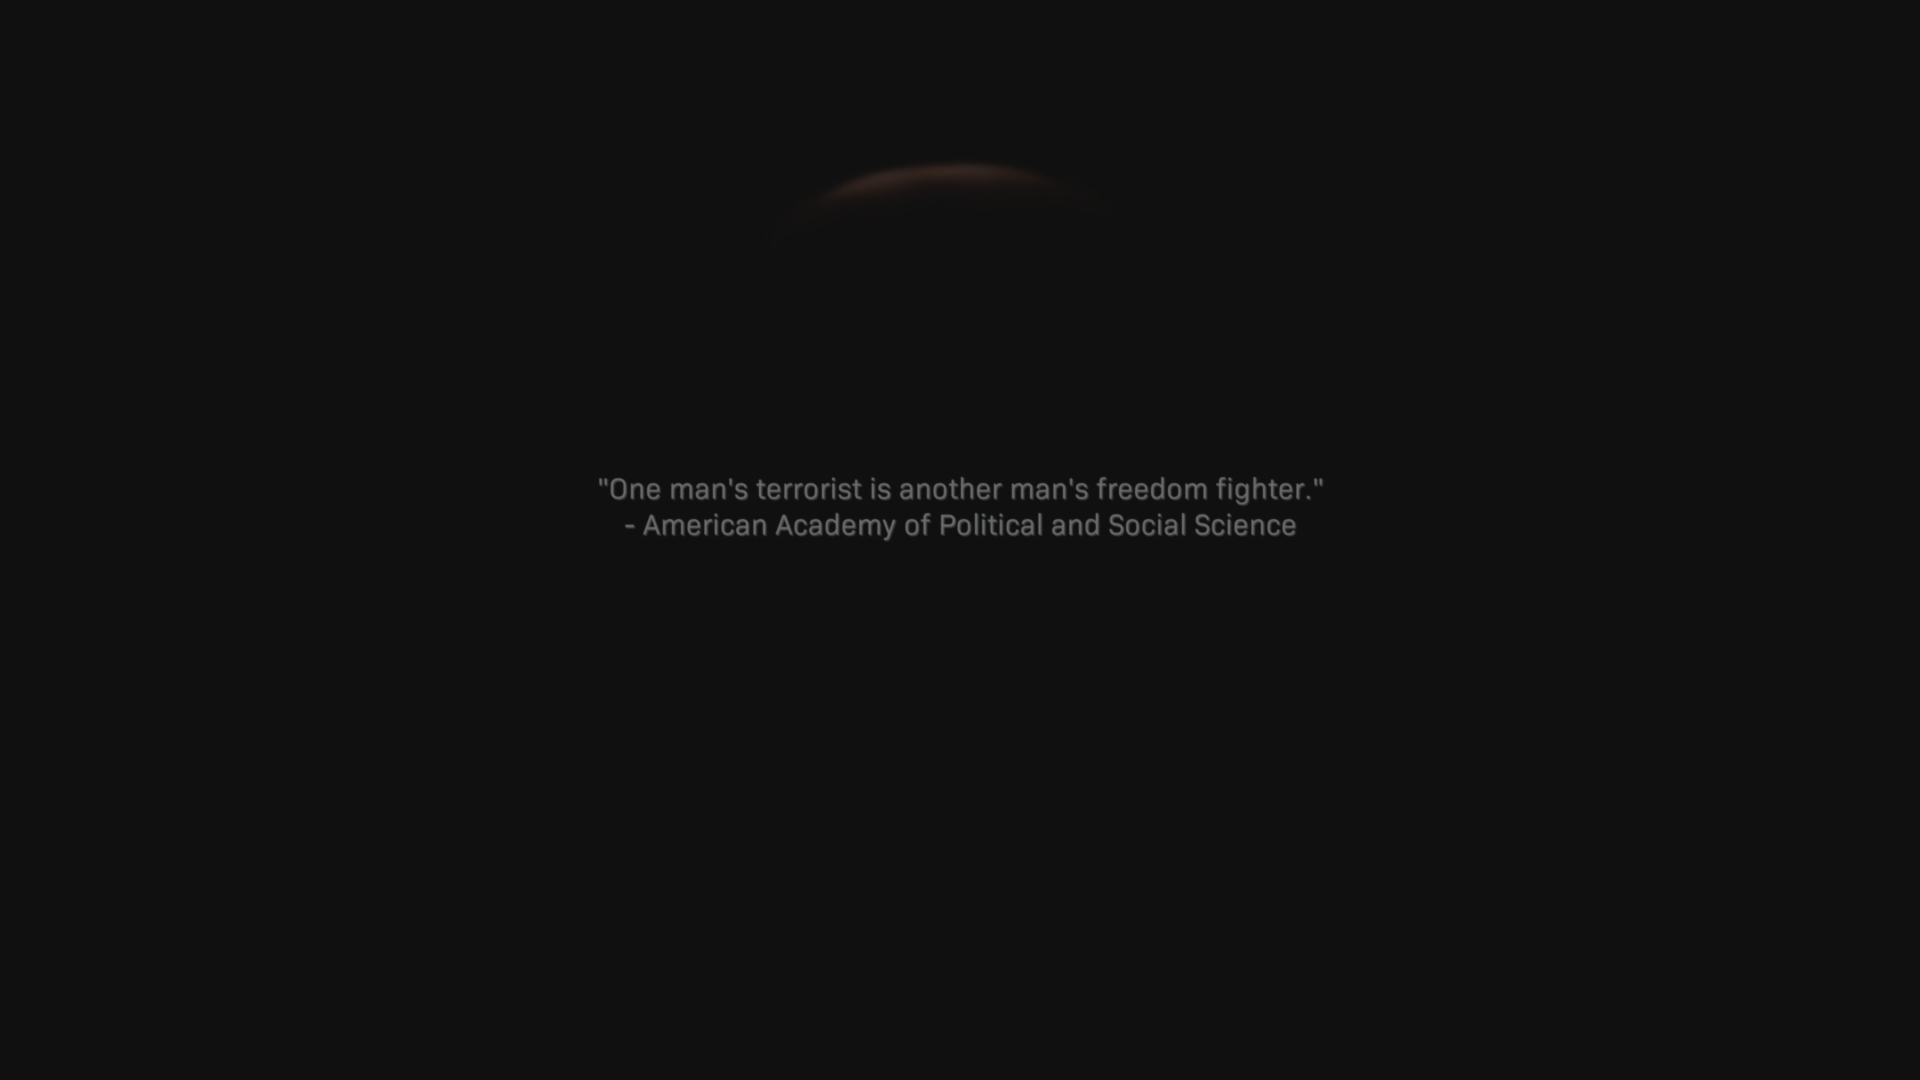 "One man's terrorist is another man's freedom fighter."
- American Academy of Political and Social Science